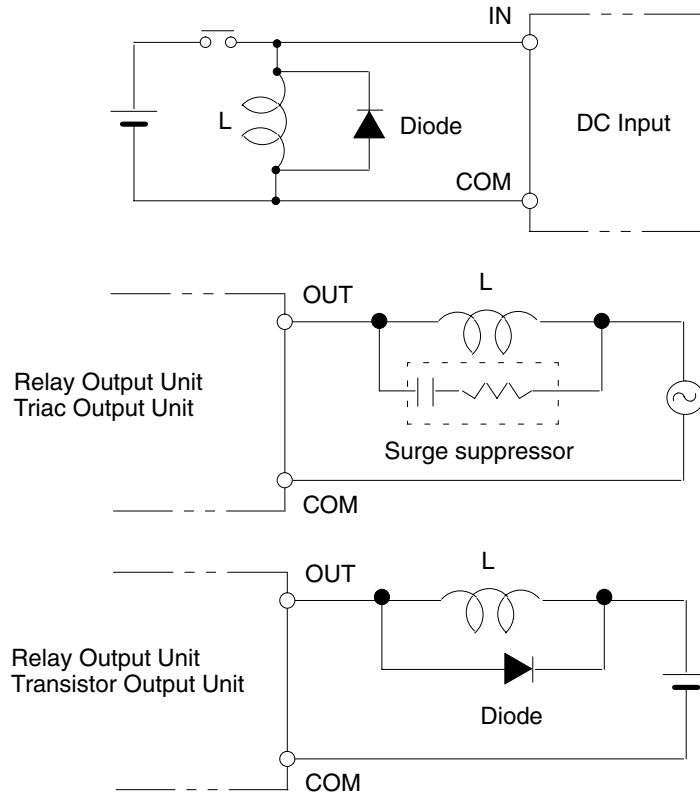 IN
L
Diode
DC Input
COM
OUT
L
Relay Output Unit
Triac Output Unit
Surge suppressor
COM
OUT
L
Relay Output Unit
Transistor Output Unit
Diode
COM